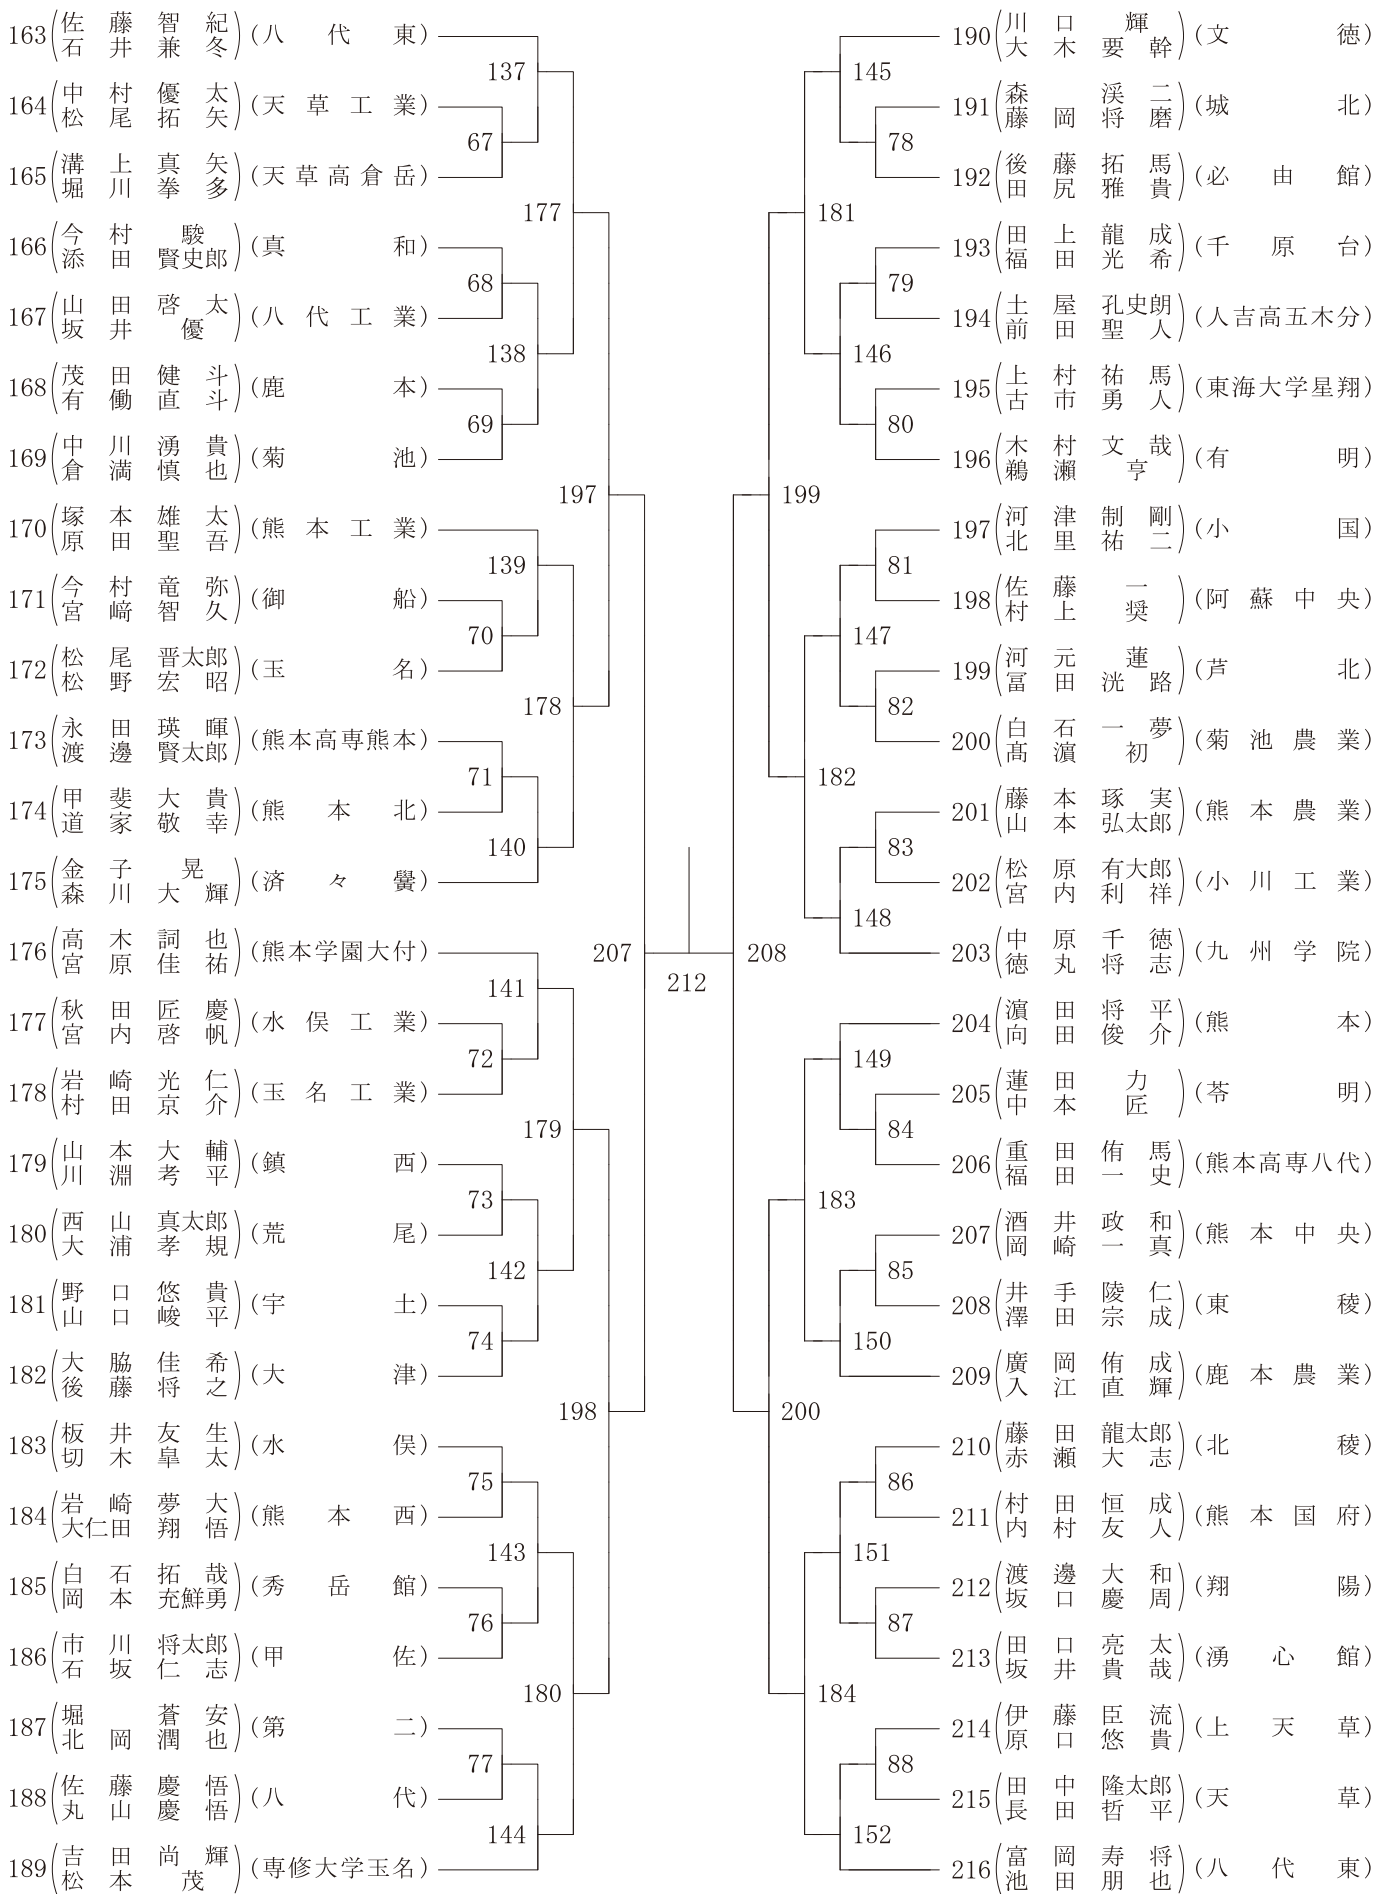 163 佐藤智紀 石井兼冬 (八代東)
164 中村優太 松尾拓矢 (天草工業)
165 溝上真矢 堀川拳多 (天草高倉岳)
166 今村駿 添田賢史郎 (真和)
167 山田啓太 坂井優 (八代工業)
168 茂田健斗 有働直斗 (鹿本)
169 中川湧貴 倉満慎也 (菊池)
170 塚本雄太 原田聖吾 (熊本工業)
171 今村竜弥 宮﨑智久 (御船)
172 松尾晋太郎 松野宏昭 (玉名)
173 永田瑛暉 渡邊賢太郎 (熊本高専熊本)
174 甲斐大貴 道家敬幸 (熊本北)
175 金子晃 森川大輝 (済々黌)
176 高木詞也 宮原佳祐 (熊本学園大付)
177 秋田匠慶 宮内啓帆 (水俣工業)
178 岩崎光仁 村田京介 (玉名工業)
179 山本大輔 川淵考平 (鎮西)
180 西山真太郎 大浦孝規 (荒尾)
181 野口悠貴 山口峻平 (宇土)
182 大脇佳希 後藤将之 (大津)
183 板井友生 切木皐太 (水俣)
184 岩崎夢大 大仁田翔悟 (熊本西)
185 白石拓哉 岡本充鮮勇 (秀岳館)
186 市川将太郎 石坂仁志 (甲佐)
187 堀蒼安 北岡潤也 (第二)
188 佐藤慶悟 丸山慶悟 (八代)
189 吉田尚輝 松本茂 (専修大学玉名)
137
67
177
68
138
69
197
139
70
178
71
140
207
141
72
179
73
142
74
198
75
143
76
180
77
144
212
208
145
78
181
79
146
80
199
81
147
82
182
83
148
149
84
183
85
150
200
86
151
87
184
88
152
190 川口輝 大木要幹 (文徳)
191 森渓二 藤岡将磨 (城北)
192 後藤拓馬 田尻雅貴 (必由館)
193 田上龍成 福田光希 (千原台)
194 土屋孔史朗 前田聖人 (人吉高五木分)
195 上村祐馬 古市勇人 (東海大学星翔)
196 木村文哉 鵜瀬亨 (有明)
197 河津制剛 北里祐二 (小国)
198 佐藤一 村上奨 (阿蘇中央)
199 河元蓮 冨田洸路 (芦北)
200 白石一夢 髙濵初 (菊池農業)
201 藤本琢実 山本弘太郎 (熊本農業)
202 松原有大郎 宮内利祥 (小川工業)
203 中原千徳 徳丸将志 (九州学院)
204 濵田将平 向田俊介 (熊本)
205 蓮田力 中本匠 (苓明)
206 重田侑馬 福田一史 (熊本高専八代)
207 酒井政和 岡崎一真 (熊本中央)
208 井手陵仁 澤田宗成 (東稜)
209 廣岡侑成 入江直輝 (鹿本農業)
210 藤田龍太郎 赤瀬大志 (北稜)
211 村田恒成 内村友人 (熊本国府)
212 渡邊大和 坂口慶周 (翔陽)
213 田口亮太 坂井貴哉 (湧心館)
214 伊藤臣流 原口悠貴 (上天草)
215 田中隆太郎 長田哲平 (天草)
216 富岡寿将 池田朋也 (八代東)